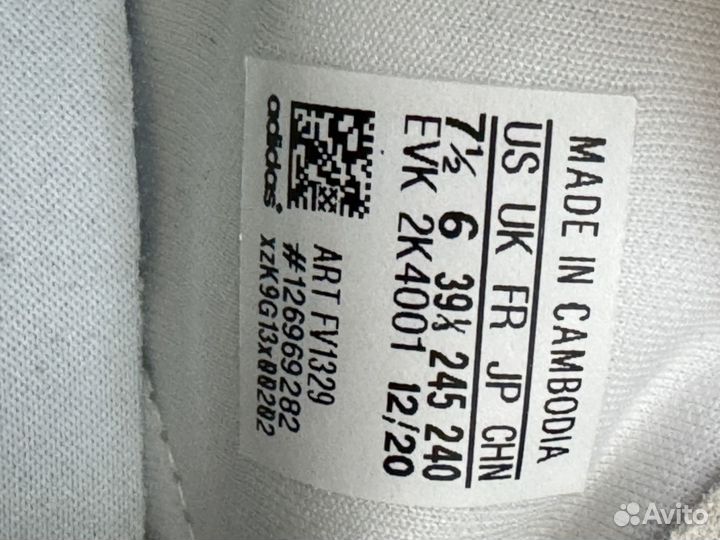 MADE IN CAMBODIA
US UK FR JP CHN
7½ 6 39⅓ 245 240
EVK 2K4001 12/20
adidas
ART FV1329
#126969282
xzK9G13x00202
Avito